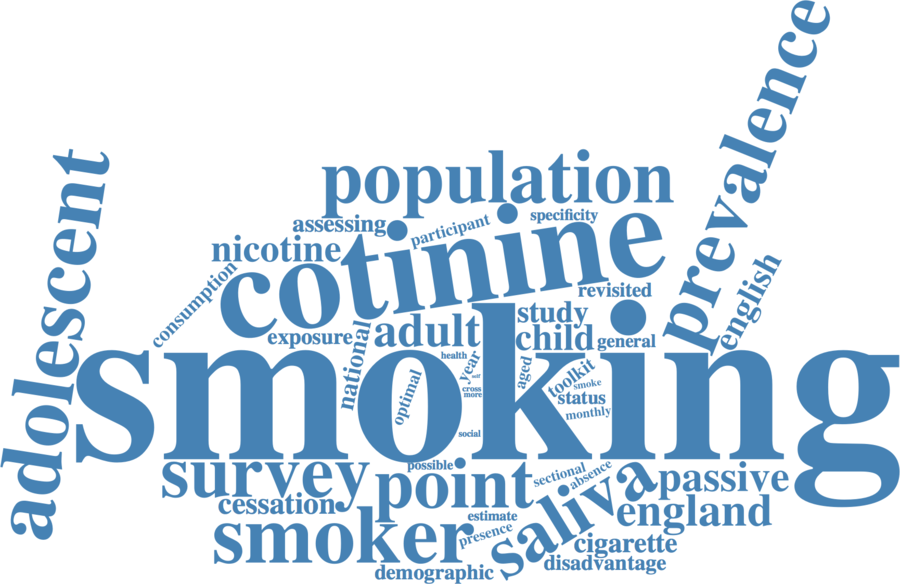 prevalence
adolescent
population
assessing
participant
specificity
nicotine
cotinine
consumption
english
revisited
exposure
national
adult
study
child
general
smoking
health
year
self
cross
more
optimal
social
aged
toolkit
smoke
status
monthly
survey
possible
point
sectional
absence
passive
cessation
saliva
england
smoker
estimate
presence
cigarette
demographic
disadvantage